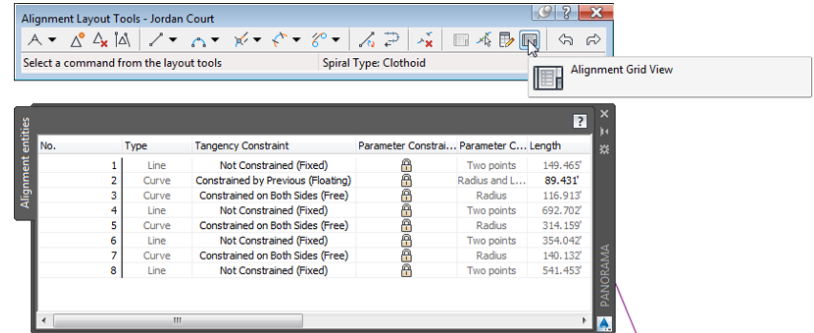 Alignment Layout Tools - Jordan Court
Select a command from the layout tools Spiral Type: Clothoid
Alignment Grid View
Alignment entities
No. Type Tangency Constraint Parameter Constrai... Parameter C... Length
1 Line Not Constrained (Fixed) Two points 149.465'
2 Curve Constrained by Previous (Floating) Radius and L... 89.431'
3 Curve Constrained on Both Sides (Free) Radius 116.913'
4 Line Not Constrained (Fixed) Two points 692.702'
5 Curve Constrained on Both Sides (Free) Radius 314.159'
6 Line Not Constrained (Fixed) Two points 354.042'
7 Curve Constrained on Both Sides (Free) Radius 140.132'
8 Line Not Constrained (Fixed) Two points 541.453'
PANORAMA